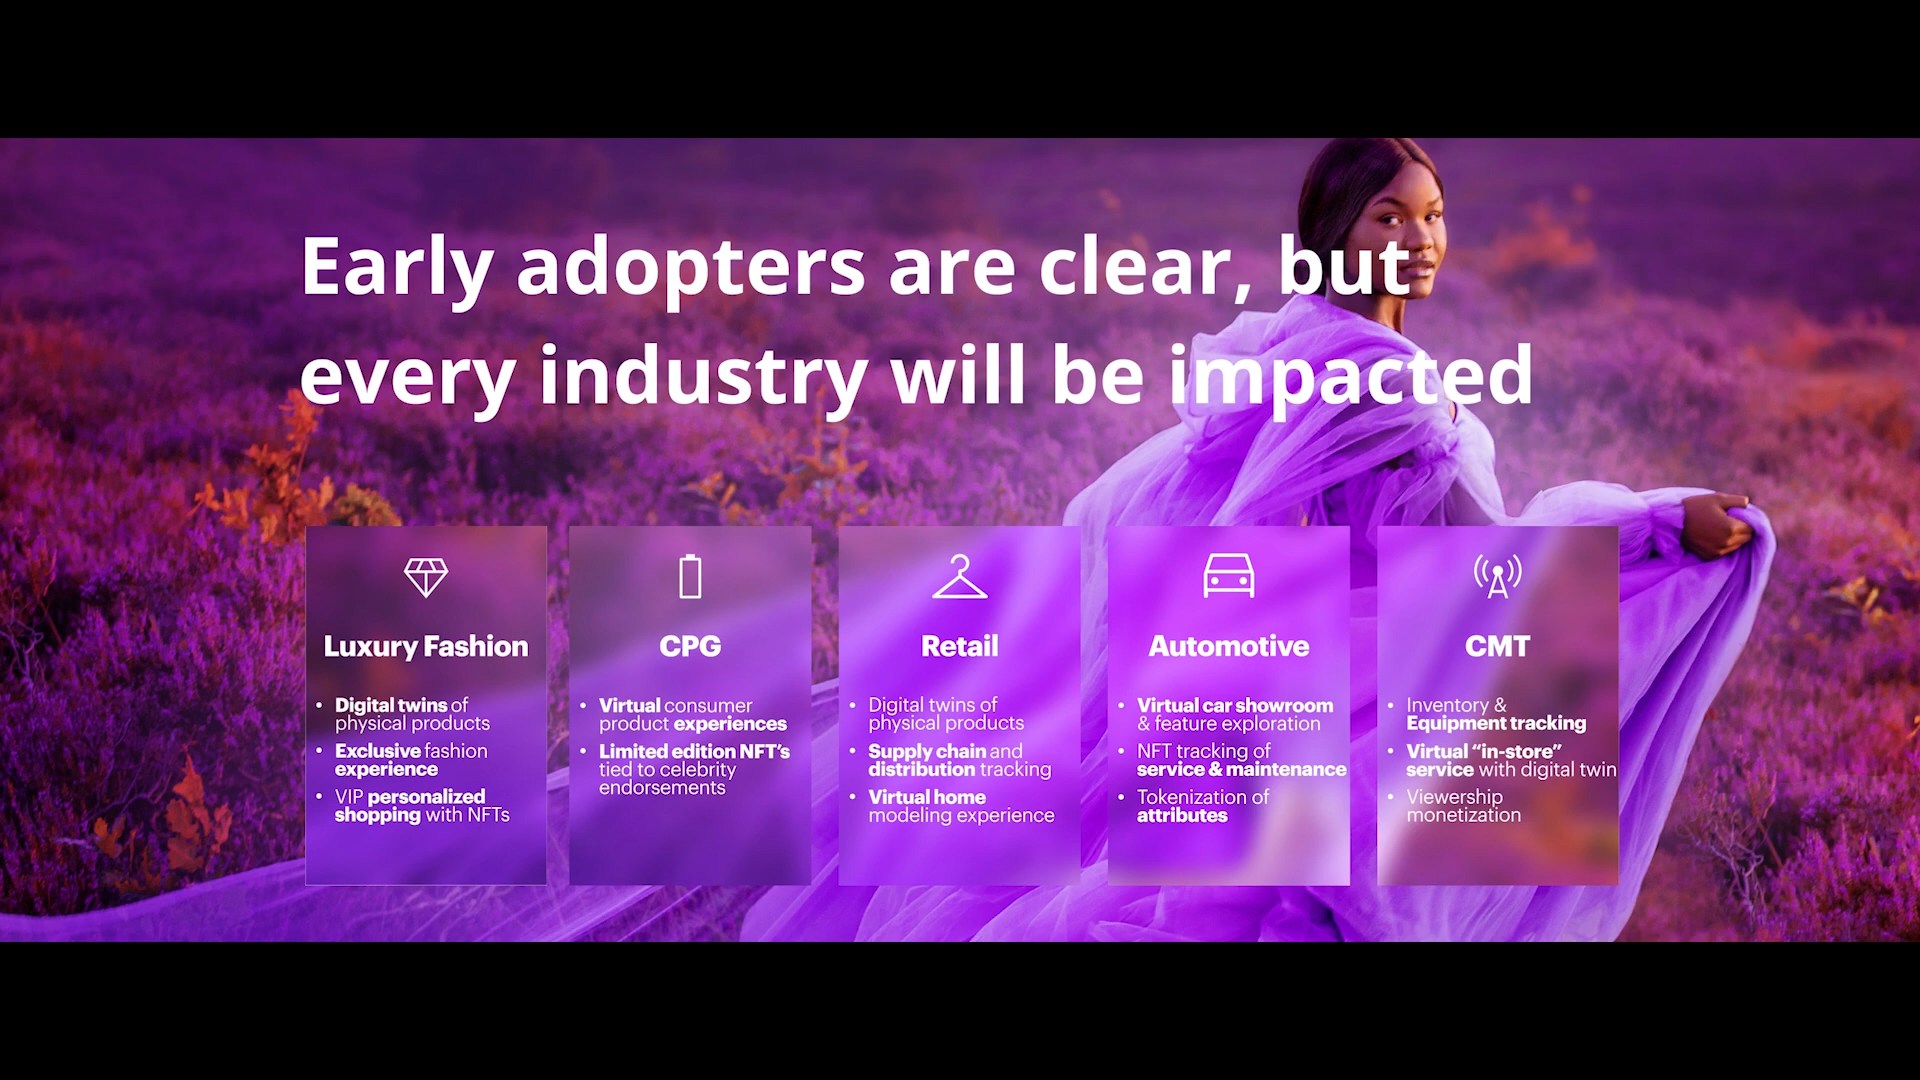 Early adopters are clear, but
every industry will be impacted
Luxury Fashion
• Digital twins of
physical products
• Exclusive fashion
experience
• VIP personalized
shopping with NFTs
CPG
• Virtual consumer
product experiences
• Limited edition NFT’s
tied to celebrity
endorsements
Retail
• Digital twins of
physical products
• Supply chain and
distribution tracking
• Virtual home
modeling experience
Automotive
• Virtual car showroom
& feature exploration
• NFT tracking of
service & maintenance
• Tokenization of
attributes
CMT
• Inventory &
Equipment tracking
• Virtual “in-store”
service with digital twin
• Viewership
monetization